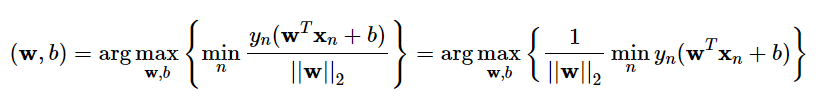 (w, b) = arg max_{w,b} { min_n y_n(w^T x_n + b) / ||w||_2 } = arg max_{w,b} { 1 / ||w||_2 min_n y_n(w^T x_n + b) }